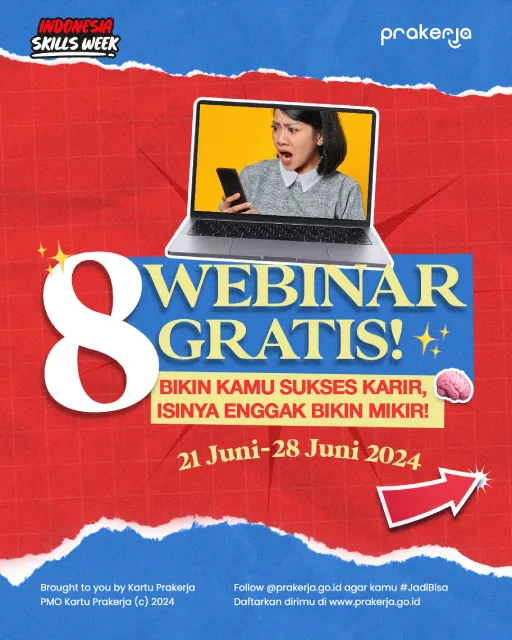 INDONESIA
SKILLS WEEK
prakerja
8 WEBINAR
GRATIS!
BIKIN KAMU SUKSES KARIR,
ISINYA ENGGAK BIKIN MIKIR!
21 Juni-28 Juni 2024
Brought to you by Kartu Prakerja
PMO Kartu Prakerja (c) 2024
Follow @prakerja.go.id agar kamu #JadiBisa
Daftarkan dirimu di www.prakerja.go.id